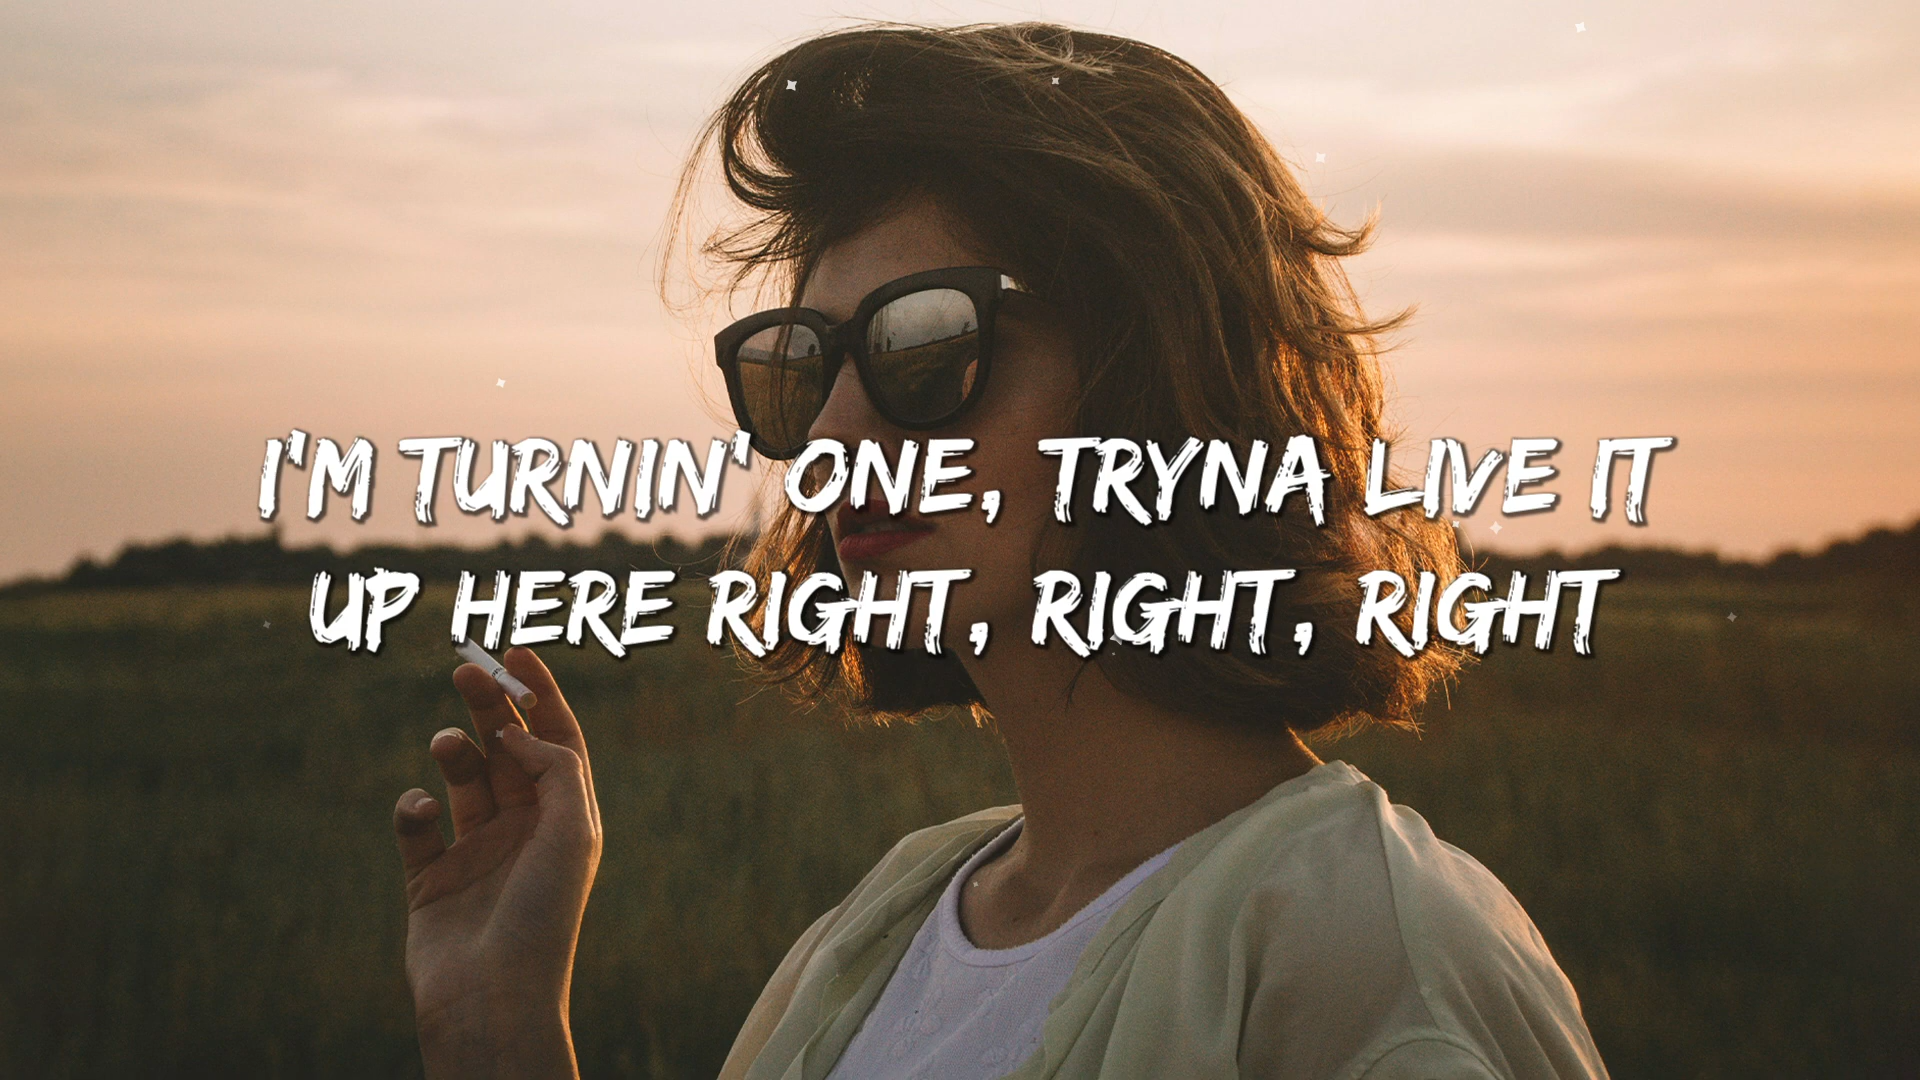 I'M TURNIN' ONE, TRYNA LIVE IT
UP HERE RIGHT, RIGHT, RIGHT